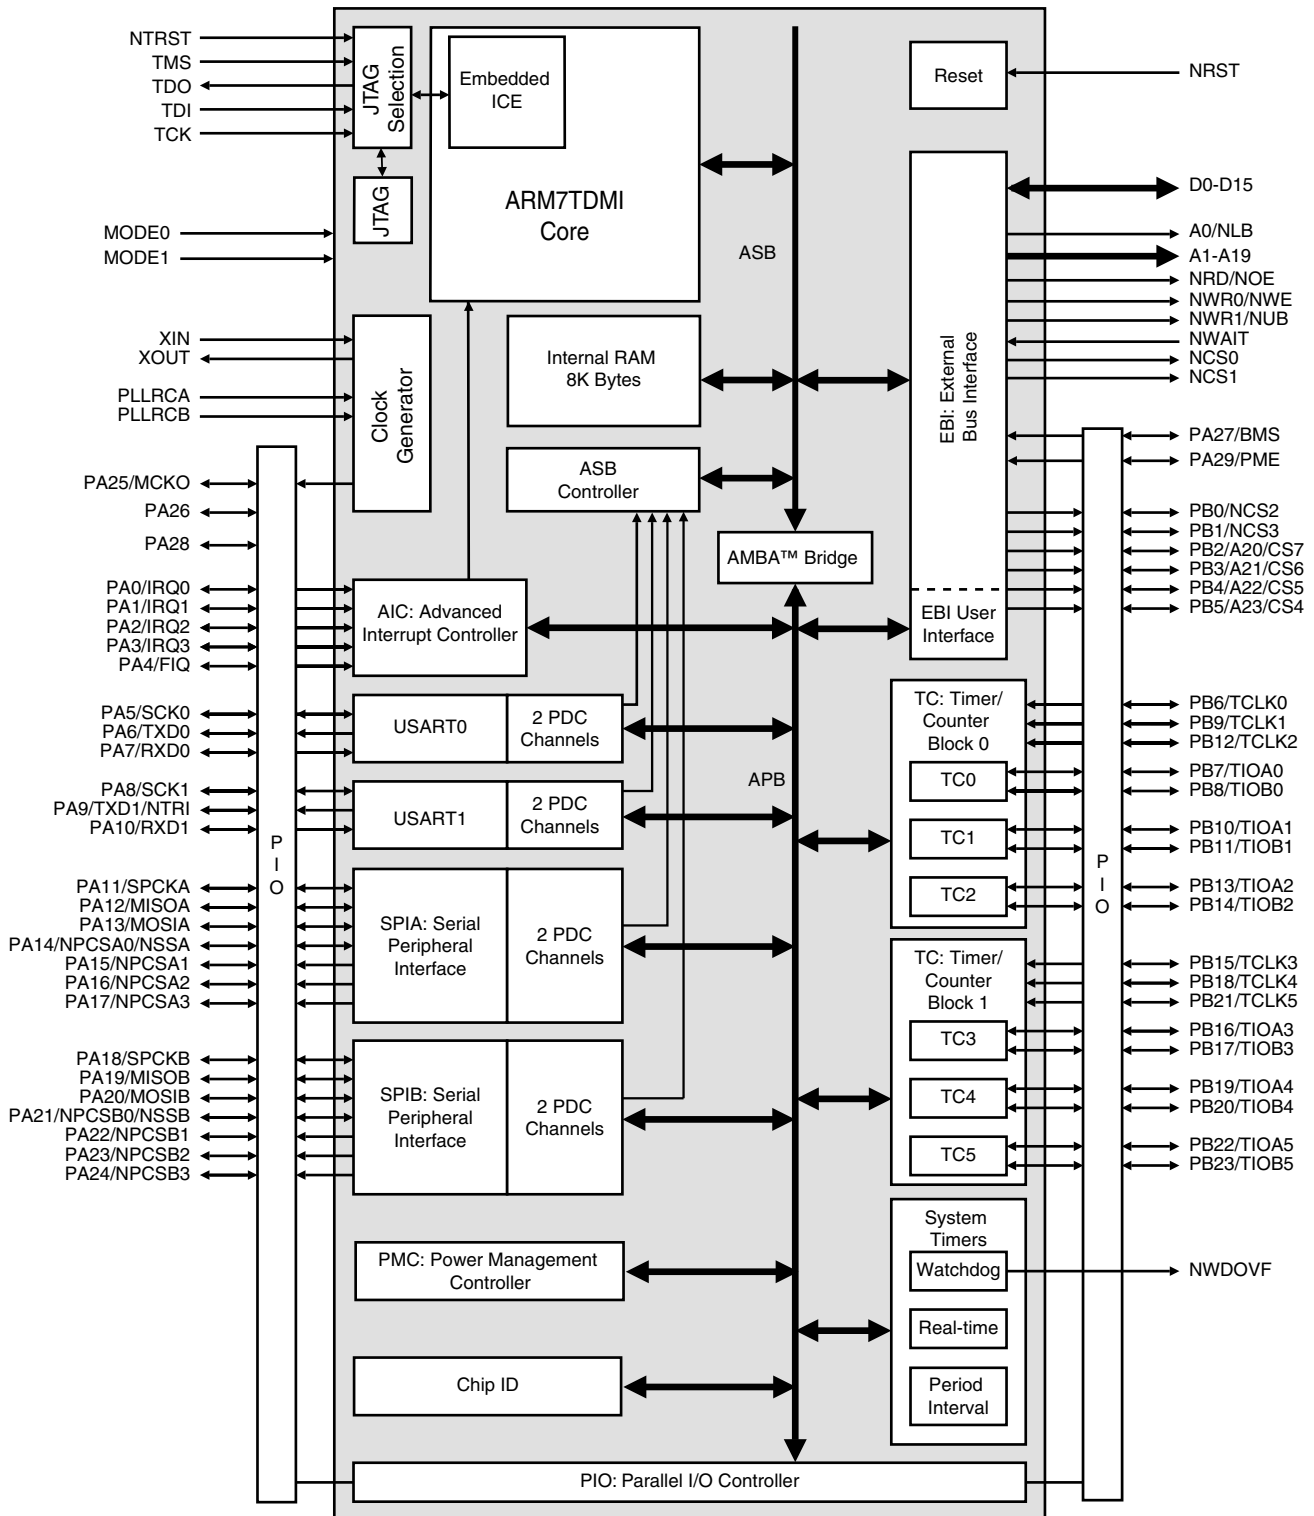 NTRST
TMS
TDO
TDI
TCK
MODE0
MODE1
XIN
XOUT
PLLRCA
PLLRCB
PA25/MCKO
PA26
PA28
PA0/IRQ0
PA1/IRQ1
PA2/IRQ2
PA3/IRQ3
PA4/FIQ
PA5/SCK0
PA6/TXD0
PA7/RXD0
PA8/SCK1
PA9/TXD1/NTRI
PA10/RXD1
PA11/SPCKA
PA12/MISOA
PA13/MOSIA
PA14/NPCSA0/NSSA
PA15/NPCSA1
PA16/NPCSA2
PA17/NPCSA3
PA18/SPCKB
PA19/MISOB
PA20/MOSIB
PA21/NPCSB0/NSSB
PA22/NPCSB1
PA23/NPCSB2
PA24/NPCSB3
PIO
JTAG
Selection
JTAG
Embedded
ICE
ARM7TDMI
Core
Clock
Generator
Internal RAM
8K Bytes
ASB
Controller
AIC: Advanced
Interrupt Controller
USART0
2 PDC
Channels
USART1
2 PDC
Channels
SPIA: Serial
Peripheral
Interface
2 PDC
Channels
SPIB: Serial
Peripheral
Interface
2 PDC
Channels
PMC: Power Management
Controller
Chip ID
PIO: Parallel I/O Controller
ASB
AMBA™ Bridge
APB
Reset
EBI: External
Bus Interface
EBI User
Interface
TC: Timer/
Counter
Block 0
TC0
TC1
TC2
TC: Timer/
Counter
Block 1
TC3
TC4
TC5
System
Timers
Watchdog
Real-time
Period
Interval
PIO
NRST
D0-D15
A0/NLB
A1-A19
NRD/NOE
NWR0/NWE
NWR1/NUB
NWAIT
NCS0
NCS1
PA27/BMS
PA29/PME
PB0/NCS2
PB1/NCS3
PB2/A20/CS7
PB3/A21/CS6
PB4/A22/CS5
PB5/A23/CS4
PB6/TCLK0
PB9/TCLK1
PB12/TCLK2
PB7/TIOA0
PB8/TIOB0
PB10/TIOA1
PB11/TIOB1
PB13/TIOA2
PB14/TIOB2
PB15/TCLK3
PB18/TCLK4
PB21/TCLK5
PB16/TIOA3
PB17/TIOB3
PB19/TIOA4
PB20/TIOB4
PB22/TIOA5
PB23/TIOB5
NWDOVF